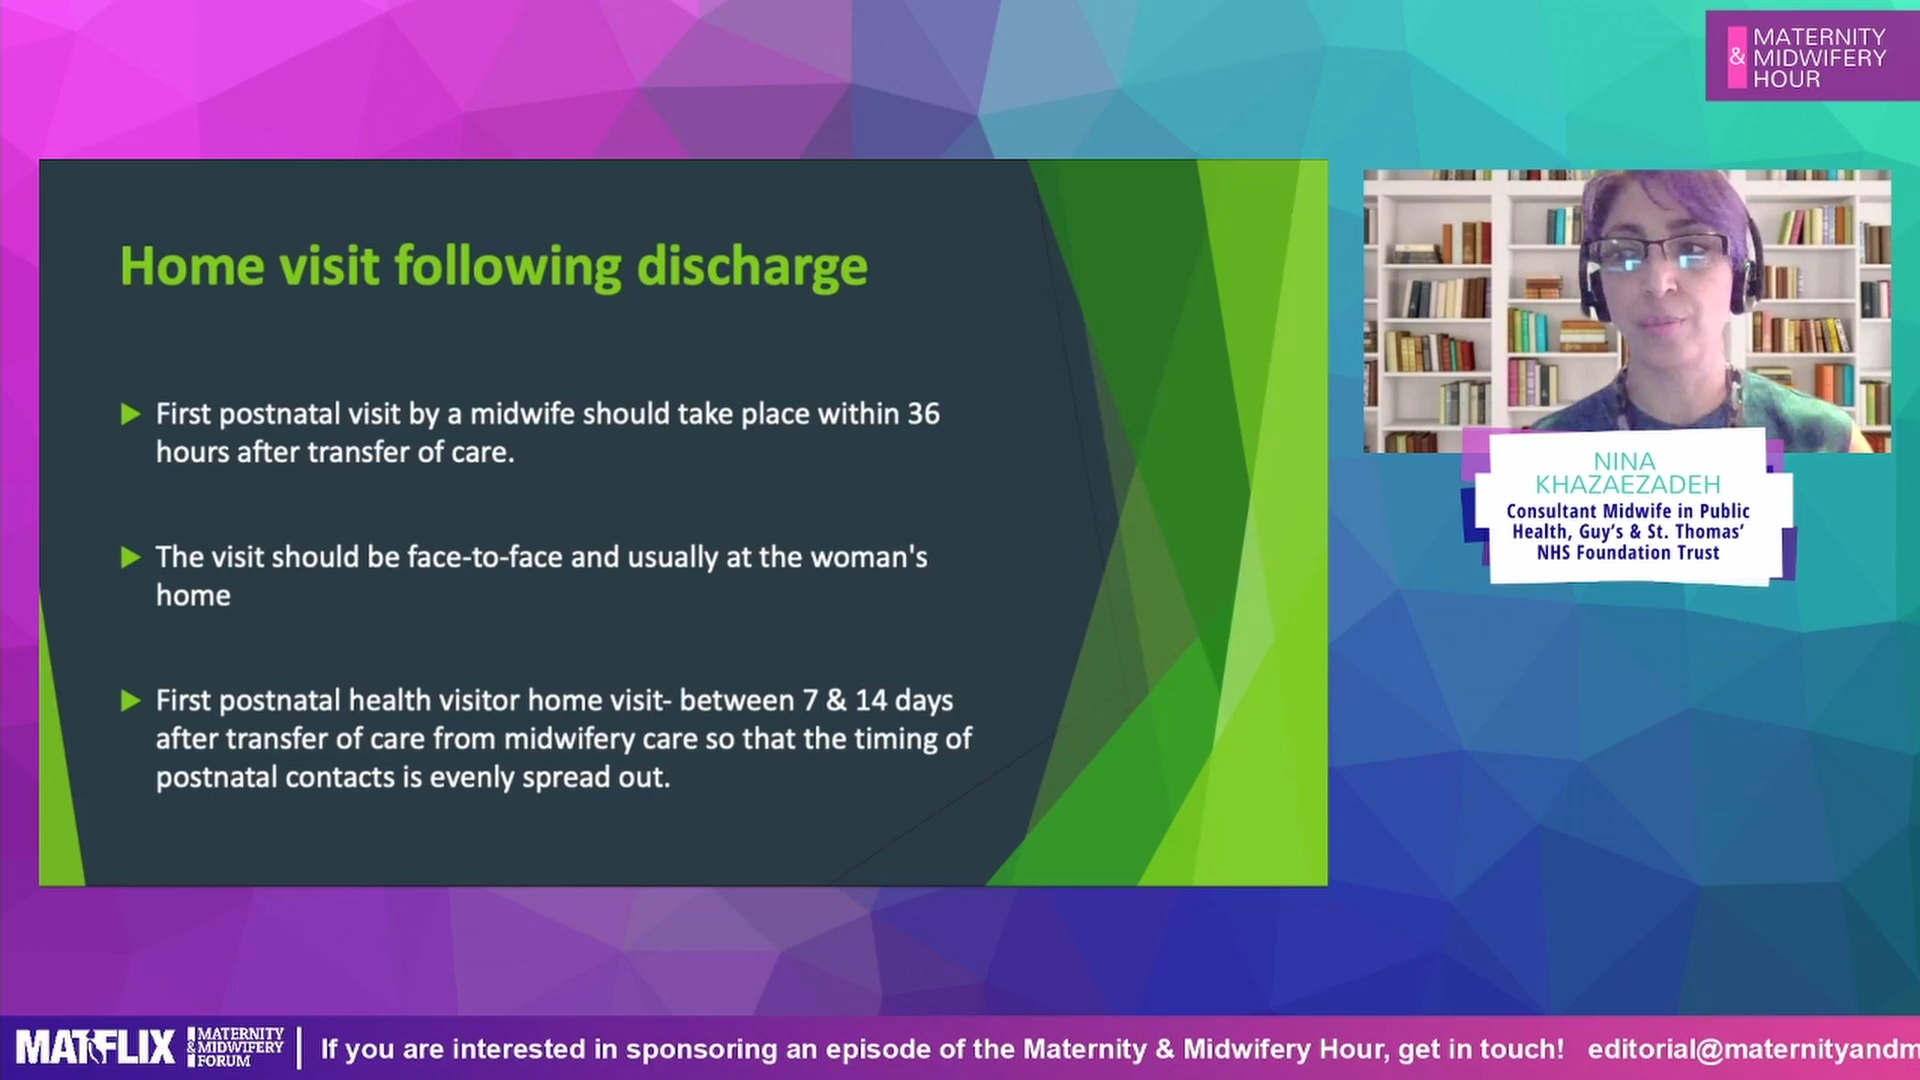 &
MATERNITY
MIDWIFERY
HOUR
Home visit following discharge
First postnatal visit by a midwife should take place within 36
hours after transfer of care.
The visit should be face-to-face and usually at the woman's
home
First postnatal health visitor home visit- between 7 & 14 days
after transfer of care from midwifery care so that the timing of
postnatal contacts is evenly spread out.
NINA
KHAZAEZADEH
Consultant Midwife in Public
Health, Guy's & St. Thomas'
NHS Foundation Trust
MATFLIX
MATERNITY
&MIDWIFERY
FORUM
If you are interested in sponsoring an episode of the Maternity & Midwifery Hour, get in touch! editorial@maternityandm